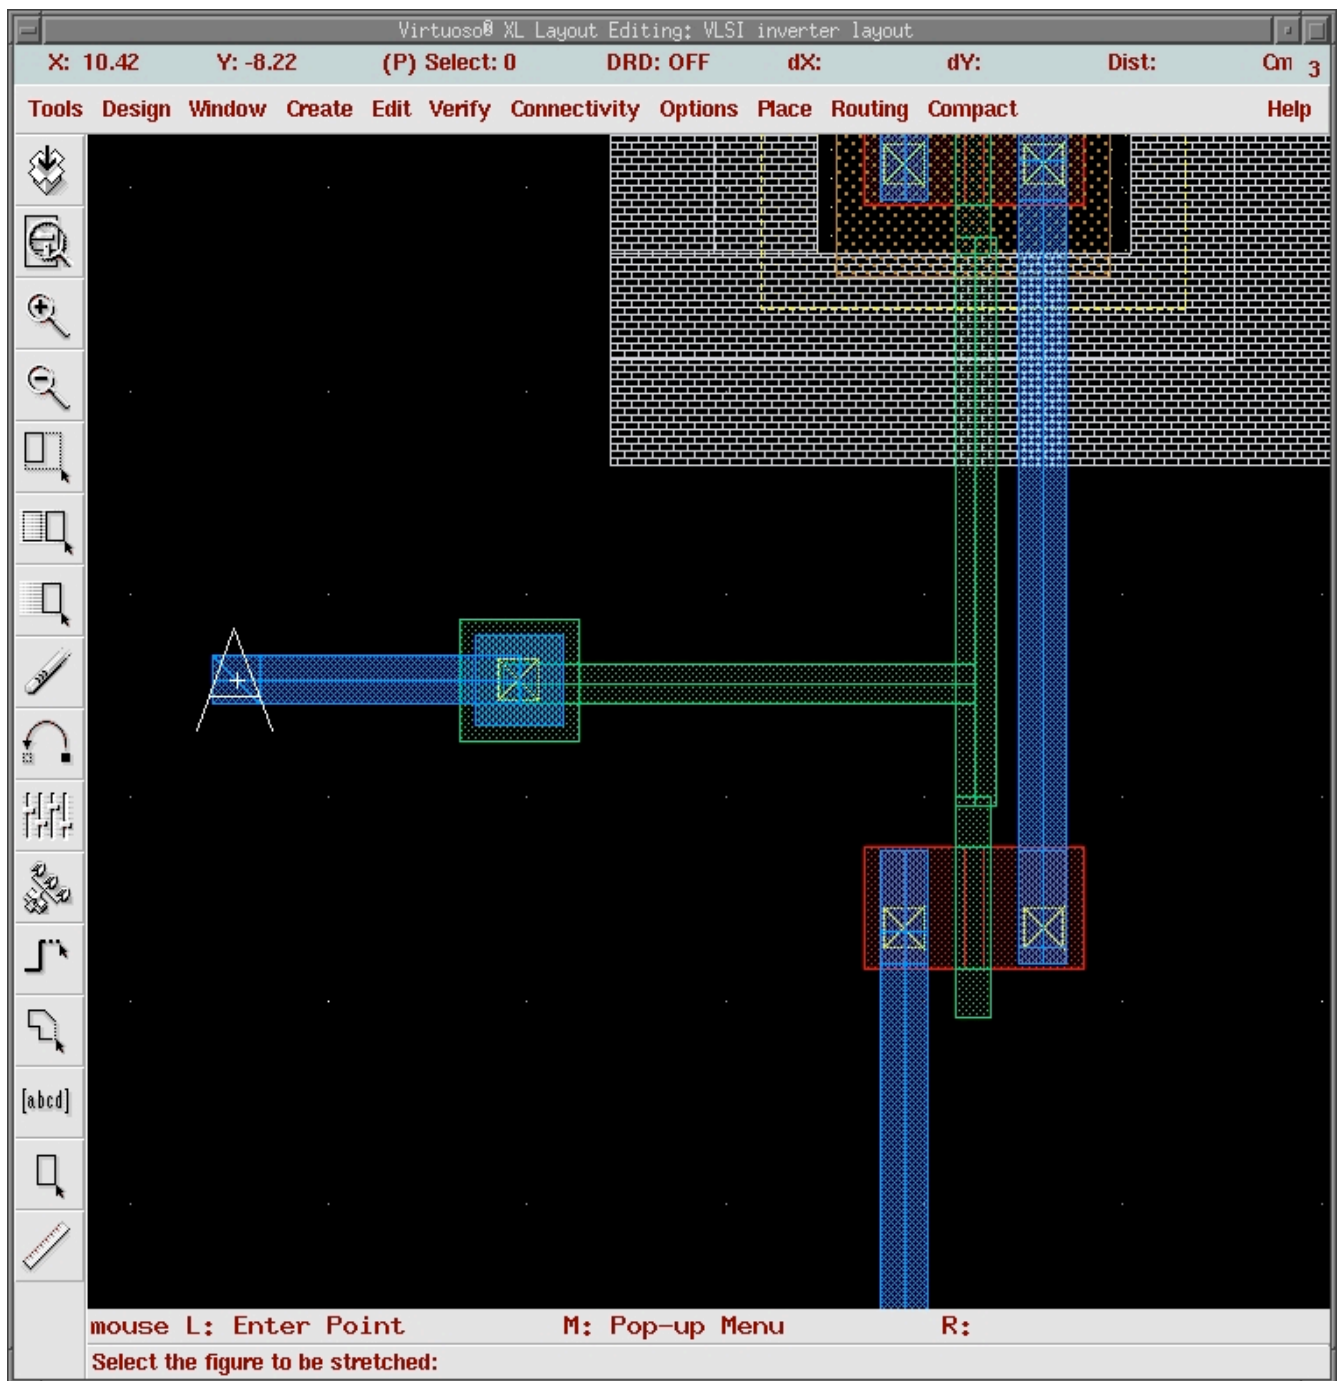 Virtuoso® XL Layout Editing: VLSI inverter layout
X: 10.42 Y: -8.22 (P) Select: 0 DRD: OFF dX: dY: Dist: Cm 3
Tools Design Window Create Edit Verify Connectivity Options Place Routing Compact Help
A
[abcd]
mouse L: Enter Point M: Pop-up Menu R:
Select the figure to be stretched: